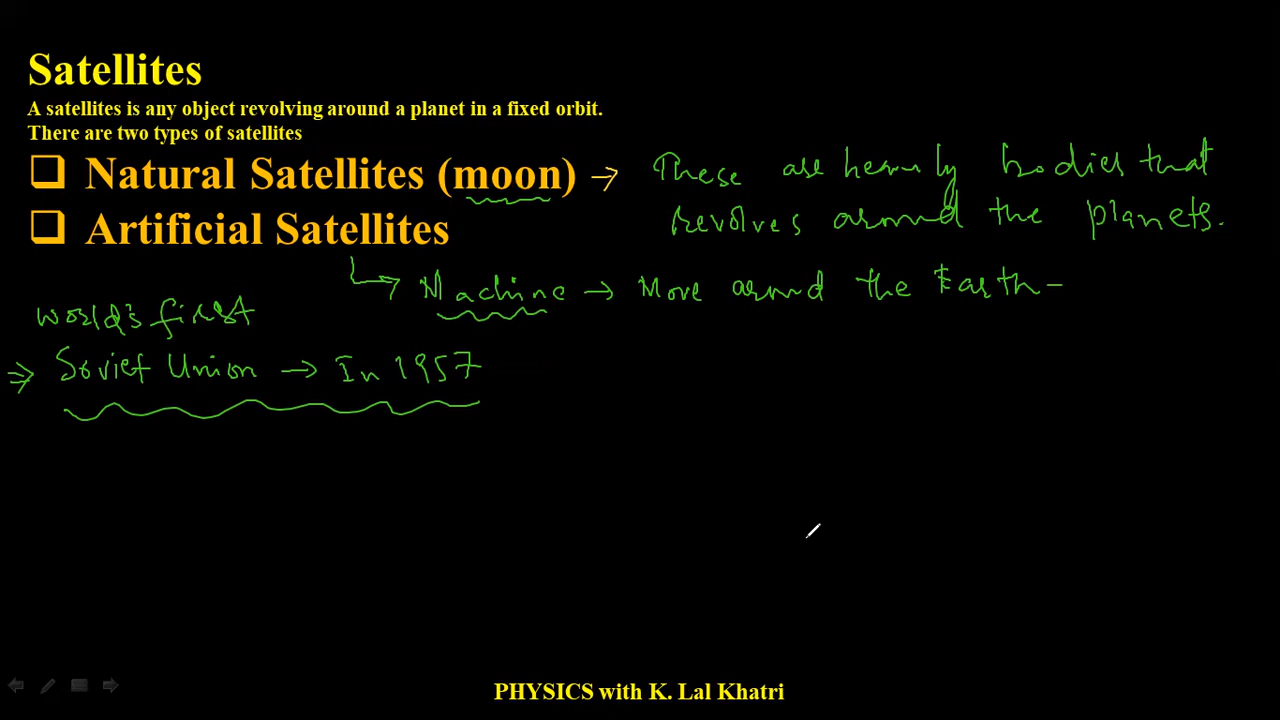 Satellites
A satellites is any object revolving around a planet in a fixed orbit.
There are two types of satellites
Natural Satellites (moon) → These are heavnly bodies that
revolves around the planets.
Artificial Satellites
Machine → Move around the Earth-
World's first
⇒ Soviet Union → In 1957
PHYSICS with K. Lal Khatri